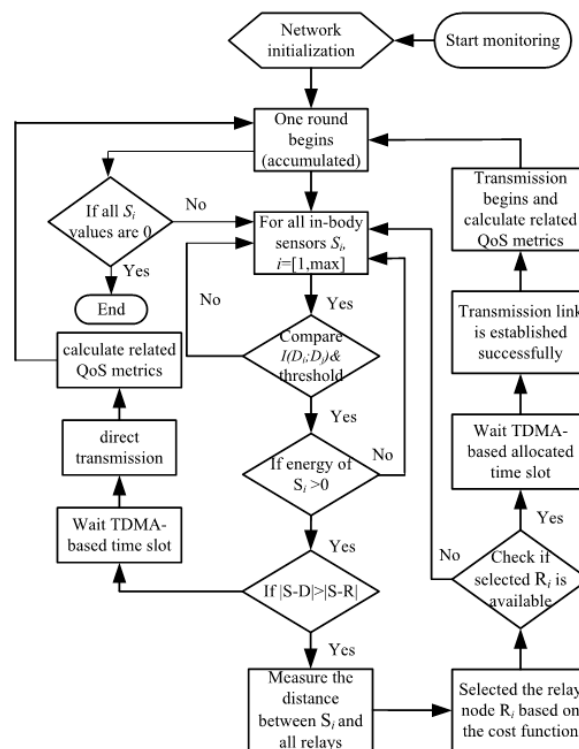 Start monitoring
Network
initialization
One round
begins
(accumulated)
If all Si
values are 0
No
Yes
End
For all in-body
sensors Si,
i=[1,max]
No
Yes
Compare
I(Di;Dj)&
threshold
Yes
If energy of
Si >0
No
Yes
If |S-D|>|S-R|
Yes
Wait TDMA-
based time slot
direct
transmission
calculate related
QoS metrics
Measure the
distance
between Si and
all relays
Selected the relay
node Ri based on
the cost function
Check if
selected Ri is
available
No
Yes
Wait TDMA-
based allocated
time slot
Transmission link
is established
successfully
Transmission
begins and
calculate related
QoS metrics